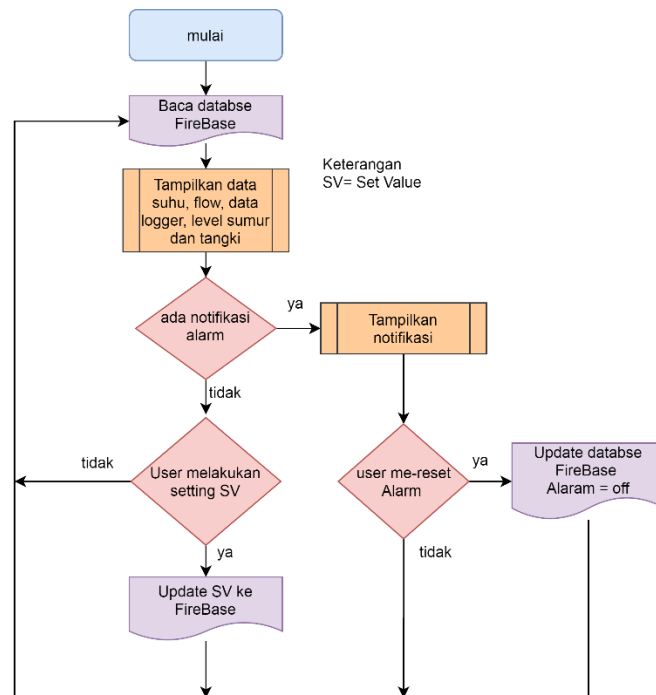 mulai
Baca databse
FireBase
Keterangan
SV= Set Value
Tampilkan data
suhu, flow, data
logger, level sumur
dan tangki
ada notifikasi
alarm
ya
Tampilkan
notifikasi
tidak
tidak
User melakukan
setting SV
user me-reset
Alarm
ya
Update databse
FireBase
Alaram = off
ya
tidak
Update SV ke
FireBase